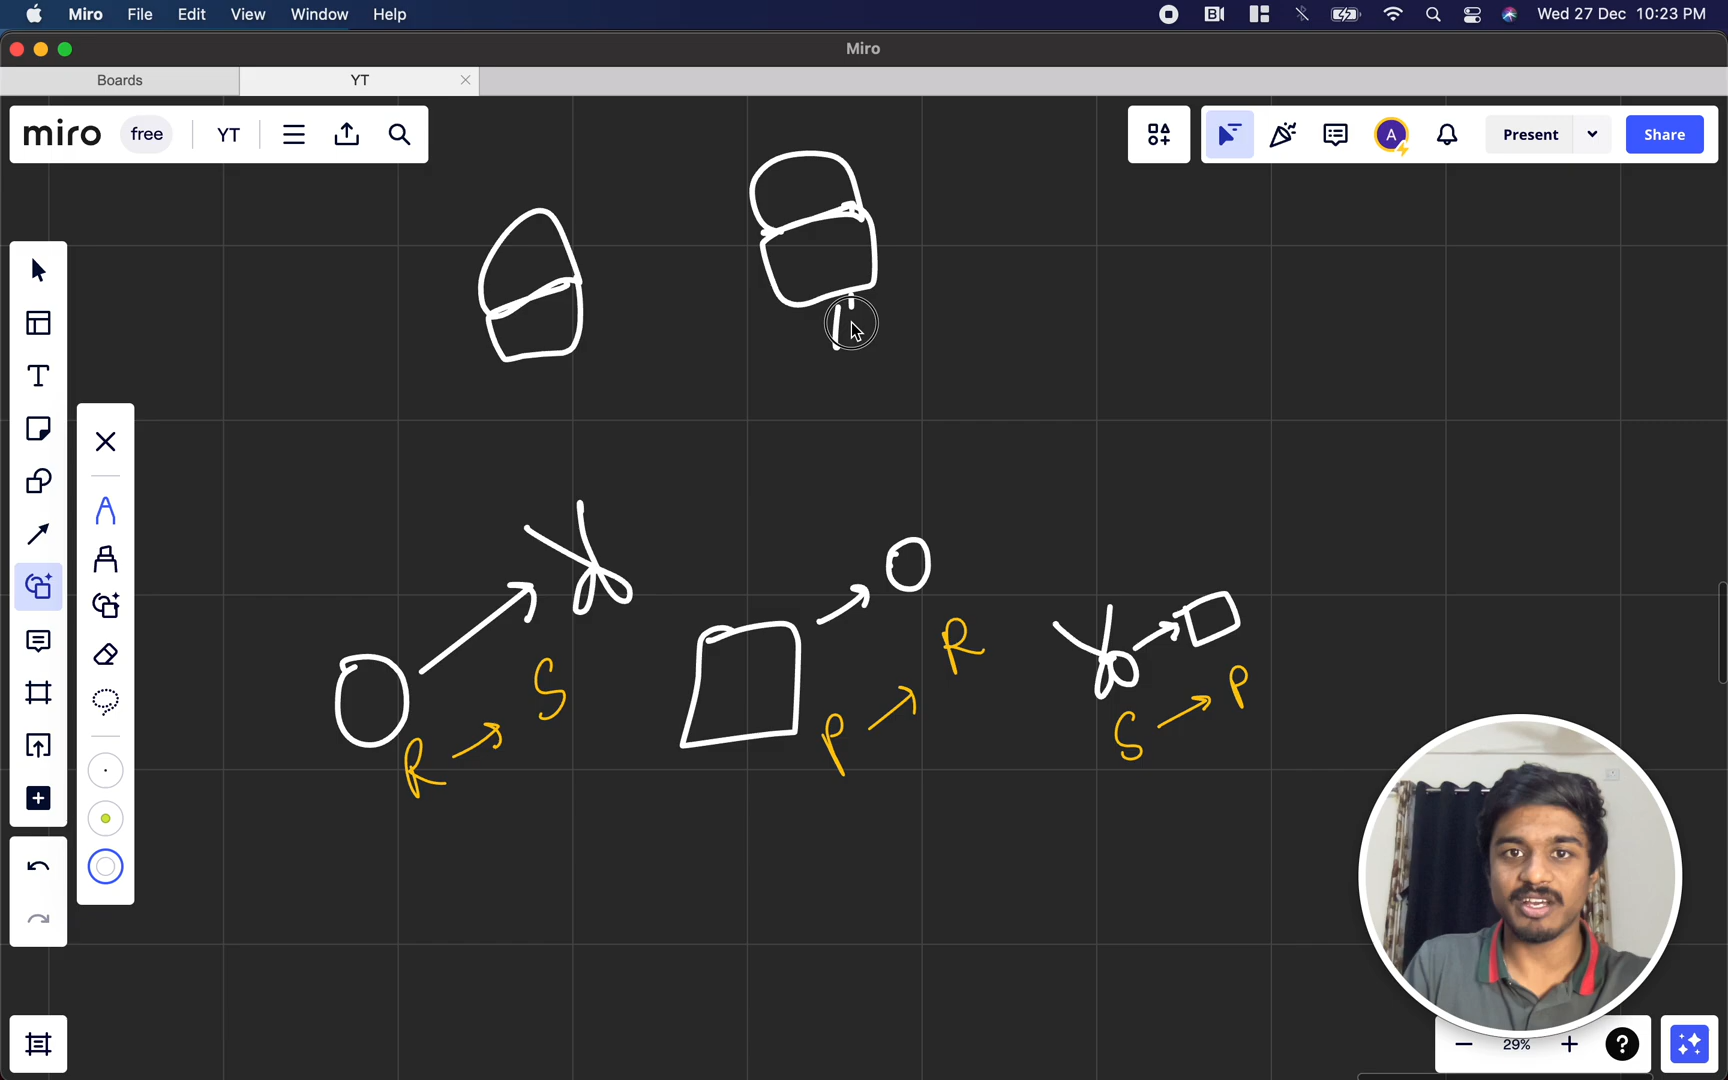 Miro File Edit View Window Help Wed 27 Dec 10:23 PM
Miro
Boards YT
miro free YT Present Share
A
T
R → S
P → R
S → P
29%